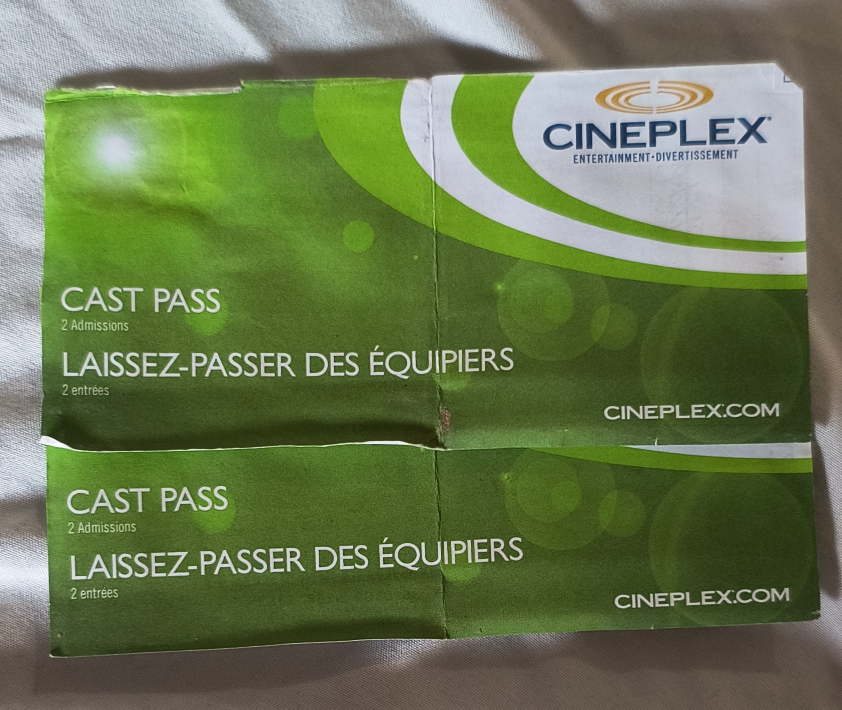 CINEPLEX
ENTERTAINMENT•DIVERTISSEMENT
CAST PASS
2 Admissions
LAISSEZ-PASSER DES ÉQUIPIERS
2 entrées
CINEPLEX.COM
CAST PASS
2 Admissions
LAISSEZ-PASSER DES ÉQUIPIERS
2 entrées
CINEPLEX.COM